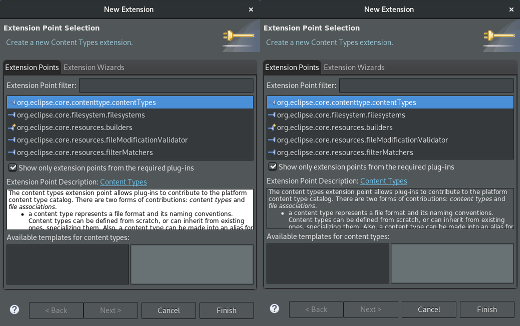 New Extension
×
Extension Point Selection
Create a new Content Types extension.
Extension Points
Extension Wizards
Extension Point filter:
org.eclipse.core.contenttype.contentTypes
org.eclipse.core.filesystem.filesystems
org.eclipse.core.resources.builders
org.eclipse.core.resources.fileModificationValidator
org.eclipse.core.resources.filterMatchers
Show only extension points from the required plug-ins
Extension Point Description: Content Types
The content types extension point allows plug-ins to contribute to the platform
content type catalog. There are two forms of contributions: content types and
file associations.
• a content type represents a file format and its naming conventions.
Content types can be defined from scratch, or can inherit from existing
ones, specializing them. Also, a content type can be made into an alias for
Available templates for content types:
?
< Back
Next >
Cancel
Finish
New Extension
×
Extension Point Selection
Create a new Content Types extension.
Extension Points
Extension Wizards
Extension Point filter:
org.eclipse.core.contenttype.contentTypes
org.eclipse.core.filesystem.filesystems
org.eclipse.core.resources.builders
org.eclipse.core.resources.fileModificationValidator
org.eclipse.core.resources.filterMatchers
Show only extension points from the required plug-ins
Extension Point Description: Content Types
The content types extension point allows plug-ins to contribute to the platform
content type catalog. There are two forms of contributions: content types and
file associations.
• a content type represents a file format and its naming conventions.
Content types can be defined from scratch, or can inherit from existing
ones, specializing them. Also, a content type can be made into an alias for
Available templates for content types:
?
< Back
Next >
Cancel
Finish